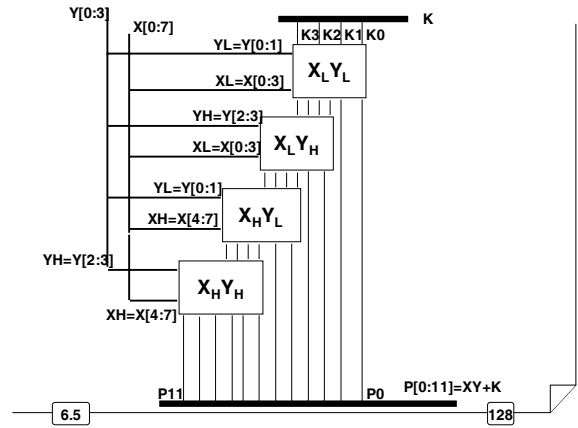 Y[0:3]
X[0:7]
K
K3 K2 K1 K0
YL=Y[0:1]
XLYL
XL=X[0:3]
YH=Y[2:3]
XLYH
XL=X[0:3]
YL=Y[0:1]
XHYL
XH=X[4:7]
YH=Y[2:3]
XHYH
XH=X[4:7]
P11
P0
P[0:11]=XY+K
6.5
128